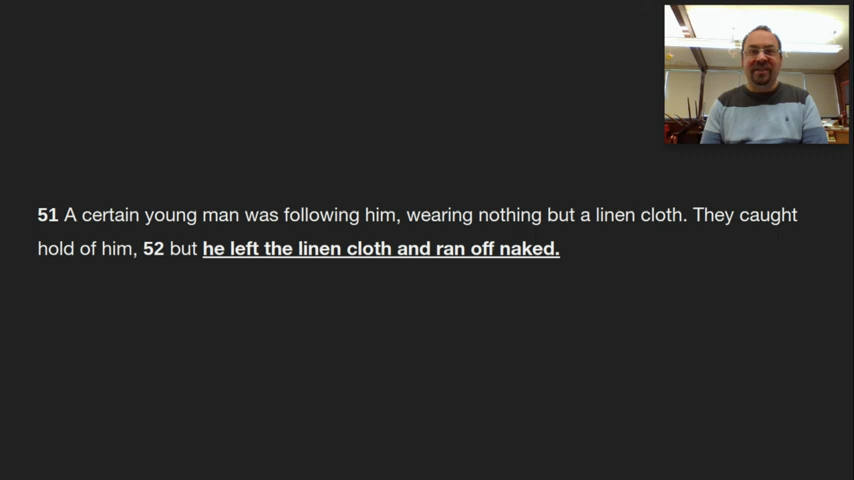 51 A certain young man was following him, wearing nothing but a linen cloth. They caught
hold of him, 52 but he left the linen cloth and ran off naked.